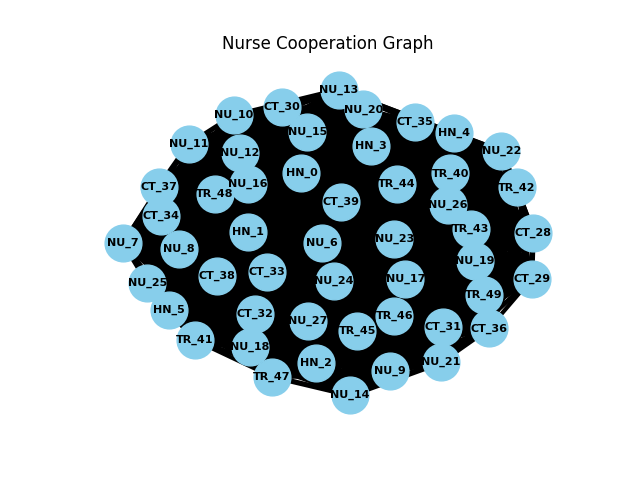 Nurse Cooperation Graph
NU_13
CT_30
NU_20
NU_10
CT_35
NU_15
HN_4
NU_11
HN_3
NU_12
NU_22
HN_0
TR_40
NU_16
TR_44
CT_37
TR_42
TR_48
CT_39
NU_26
CT_34
TR_43
HN_1
CT_28
NU_23
NU_7
NU_6
NU_8
NU_19
CT_33
CT_38
NU_17
CT_29
NU_24
NU_25
TR_49
HN_5
CT_32
TR_46
NU_27
CT_31
CT_36
TR_45
TR_41
NU_18
NU_21
HN_2
NU_9
TR_47
NU_14